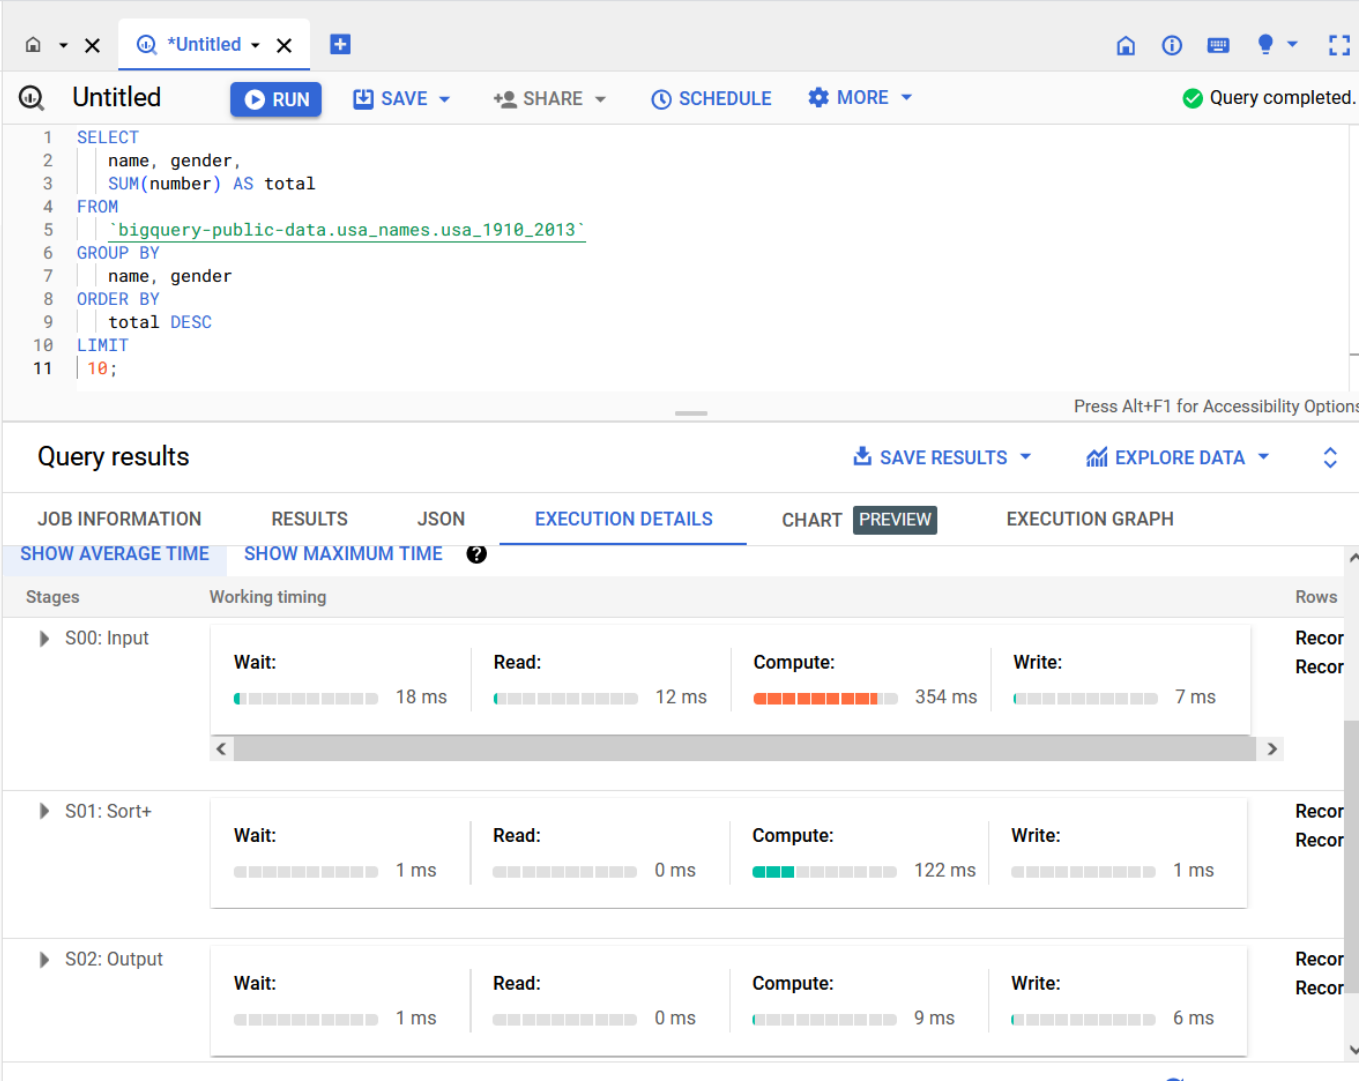 *Untitled
Untitled RUN SAVE SHARE SCHEDULE MORE Query completed.
1 SELECT
2 name, gender,
3 SUM(number) AS total
4 FROM
5 `bigquery-public-data.usa_names.usa_1910_2013`
6 GROUP BY
7 name, gender
8 ORDER BY
9 total DESC
10 LIMIT
11 10;
Press Alt+F1 for Accessibility Options
Query results SAVE RESULTS EXPLORE DATA
JOB INFORMATION RESULTS JSON EXECUTION DETAILS CHART PREVIEW EXECUTION GRAPH
SHOW AVERAGE TIME SHOW MAXIMUM TIME ?
Stages Working timing Rows
S00: Input Recor
Wait: Read: Compute: Write: Recor
18 ms 12 ms 354 ms 7 ms
S01: Sort+ Recor
Wait: Read: Compute: Write: Recor
1 ms 0 ms 122 ms 1 ms
S02: Output Recor
Wait: Read: Compute: Write: Recor
1 ms 0 ms 9 ms 6 ms